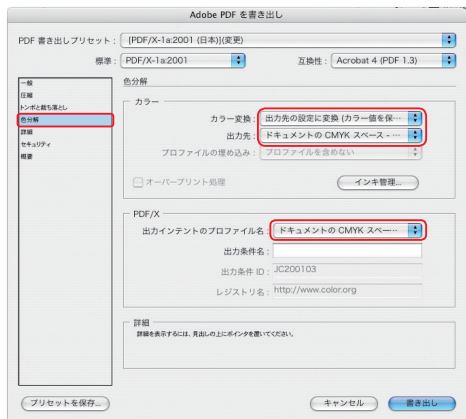 Adobe PDF を書き出し
PDF 書き出しプリセット： [PDF/X-1a:2001 (日本)](変更)
標準： PDF/X-1a:2001 互換性： Acrobat 4 (PDF 1.3)
一般
圧縮
トンボと裁ち落とし
色分解
詳細
セキュリティ
概要
色分解
カラー
カラー変換： 出力先の設定に変換 (カラー値を保…
出力先： ドキュメントの CMYK スペース - …
プロファイルの埋め込み： プロファイルを含めない
オーバープリント処理 インキ管理...
PDF/X
出力インテントのプロファイル名： ドキュメントの CMYK スペー…
出力条件名：
出力条件 ID： JC200103
レジストリ名： http://www.color.org
詳細
詳細を表示するには、見出しの上にポインタを置いてください。
プリセットを保存... キャンセル 書き出し